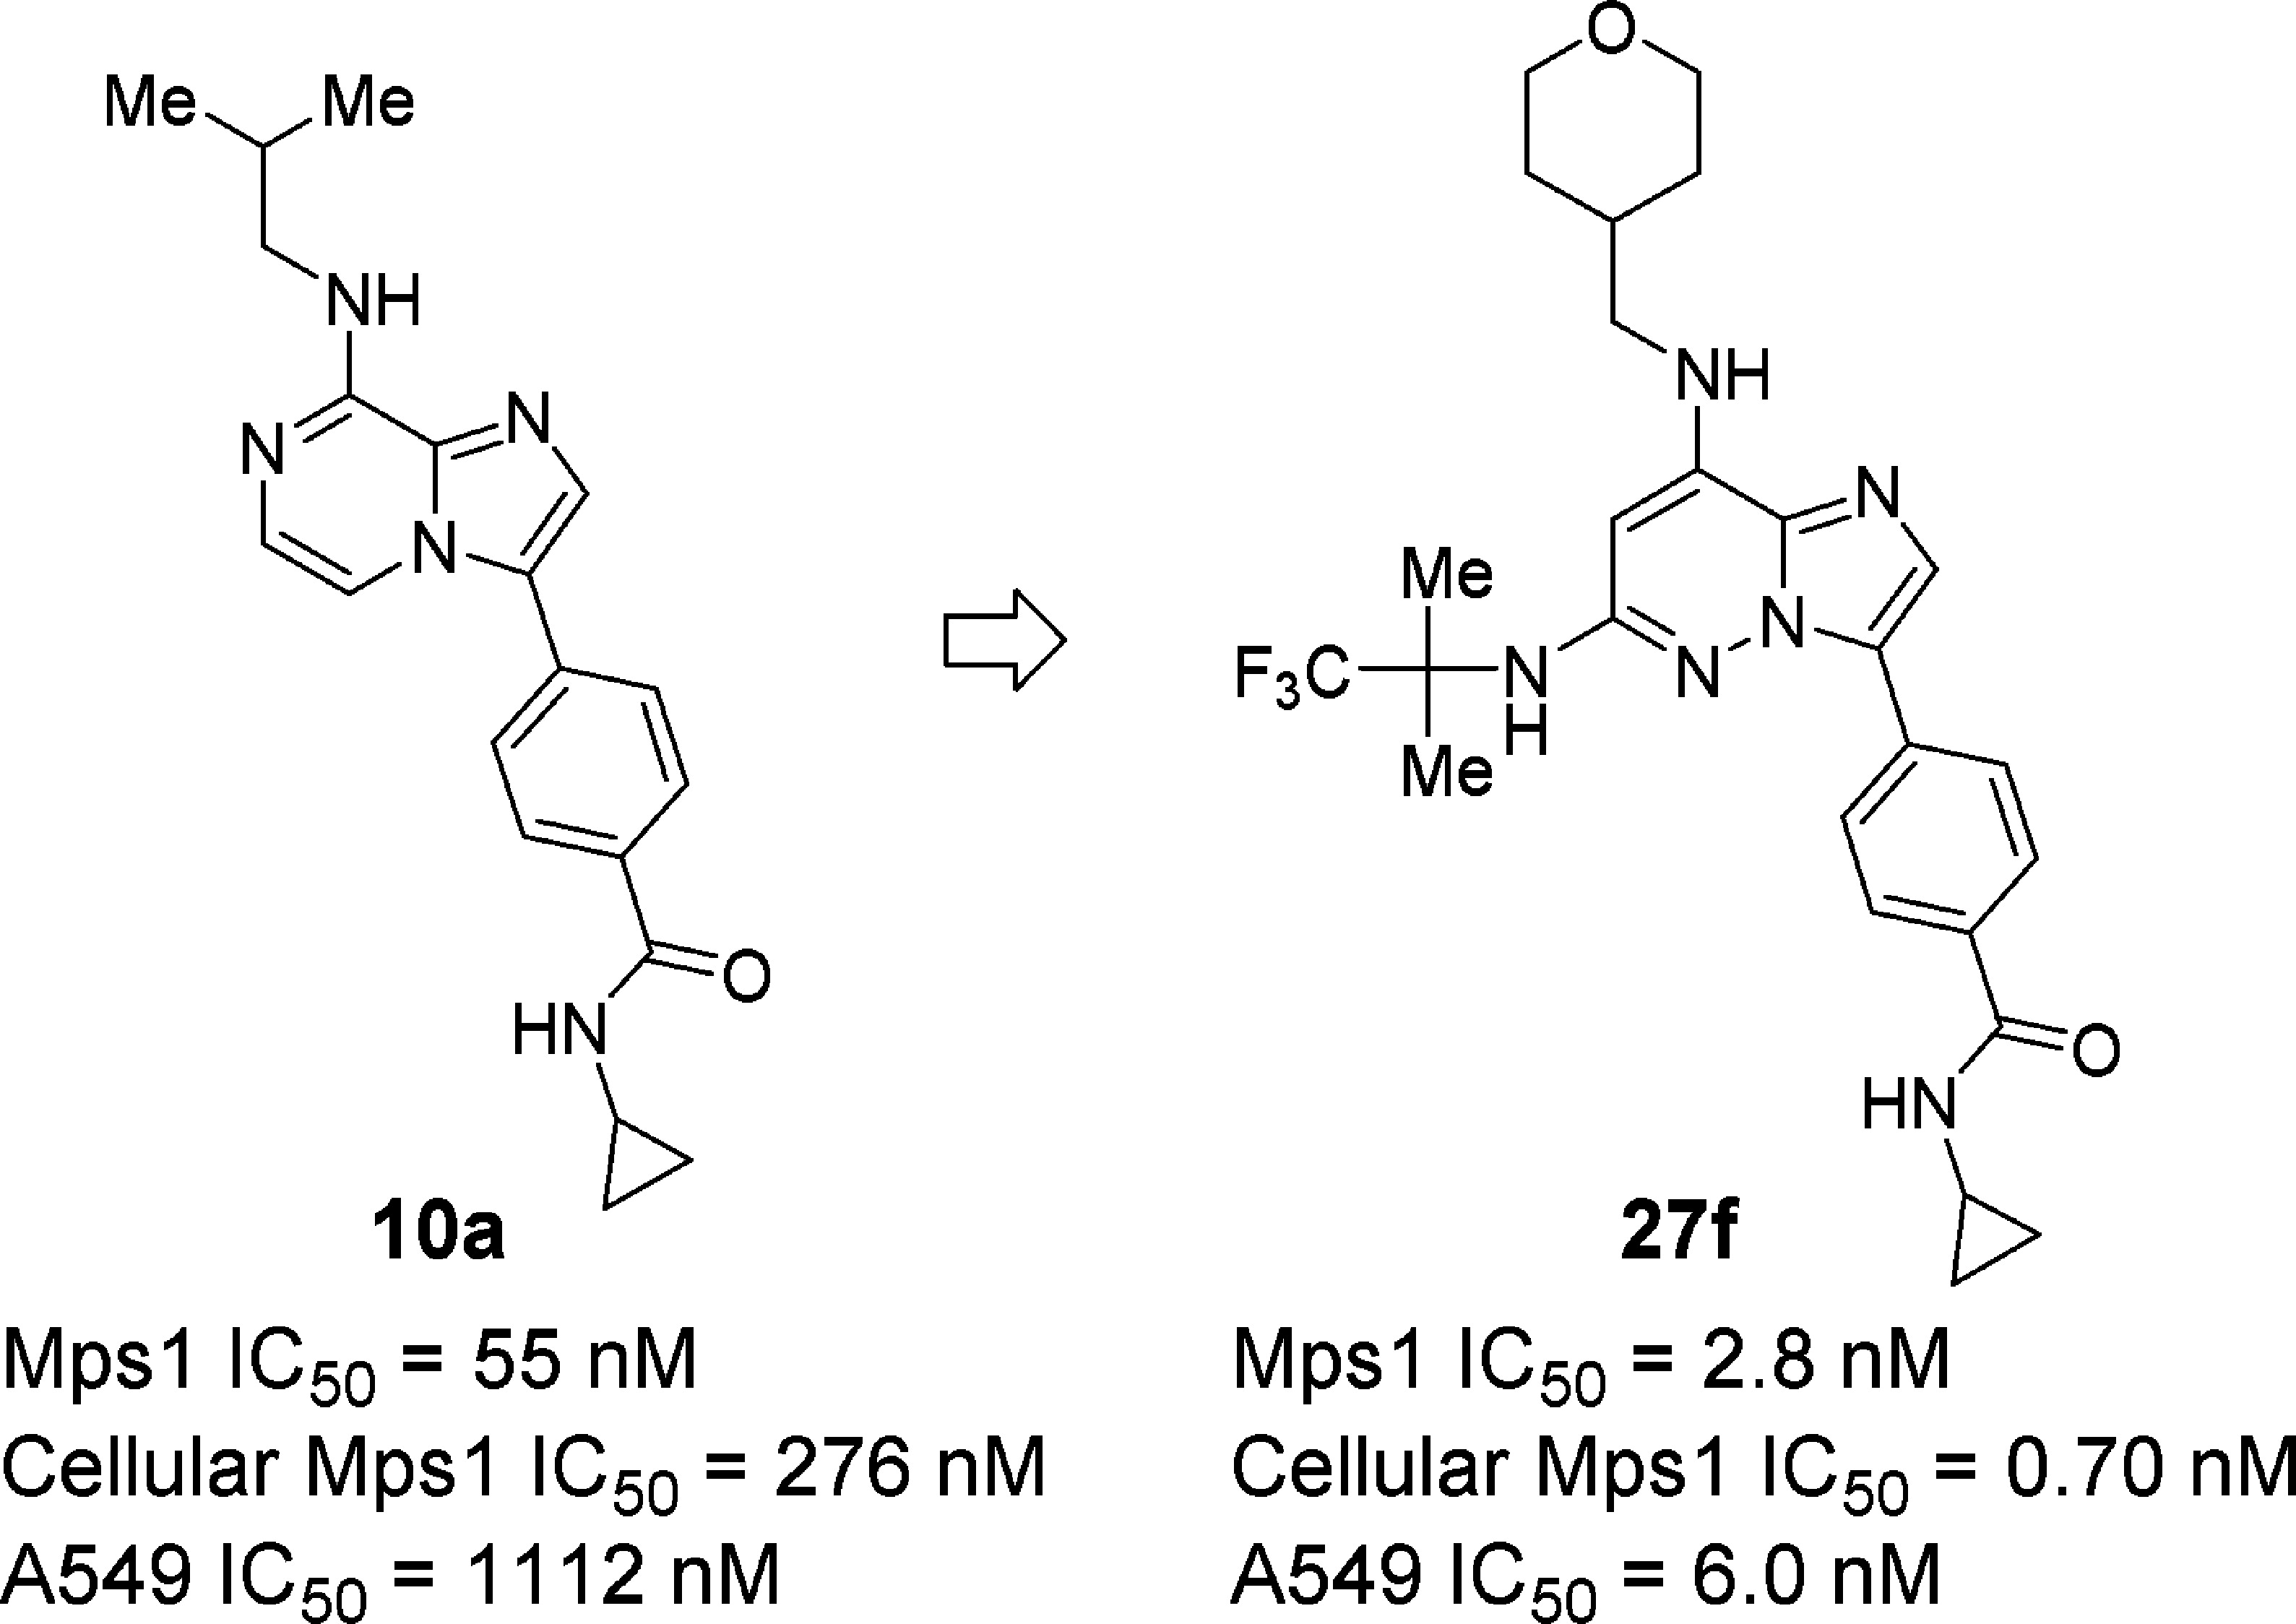 Me Me
NH
N N
N
O
HN
10a
Mps1 IC50 = 55 nM
Cellular Mps1 IC50 = 276 nM
A549 IC50 = 1112 nM
O
NH
N
Me
N
F3C N N
H
Me
O
HN
27f
Mps1 IC50 = 2.8 nM
Cellular Mps1 IC50 = 0.70 nM
A549 IC50 = 6.0 nM